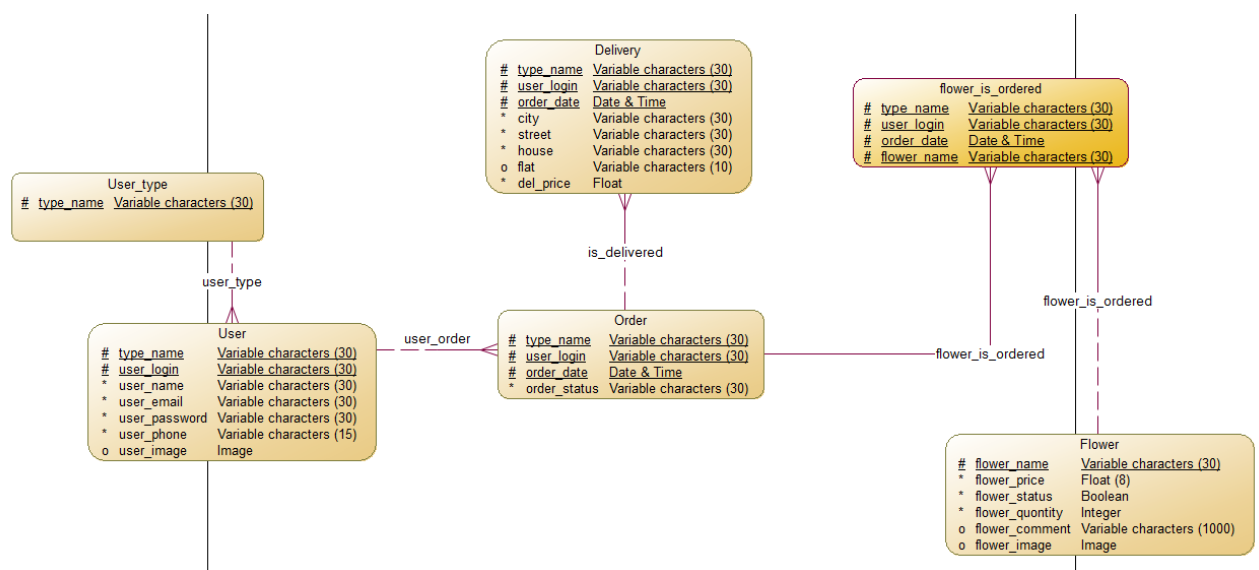 Delivery
# type_name Variable characters (30)
# user_login Variable characters (30)
# order_date Date & Time
* city Variable characters (30)
* street Variable characters (30)
* house Variable characters (30)
o flat Variable characters (10)
* del_price Float
flower_is_ordered
# type_name Variable characters (30)
# user_login Variable characters (30)
# order_date Date & Time
# flower_name Variable characters (30)
User_type
# type_name Variable characters (30)
is_delivered
user_type
flower_is_ordered
User
# type_name Variable characters (30)
# user_login Variable characters (30)
* user_name Variable characters (30)
* user_email Variable characters (30)
* user_password Variable characters (30)
* user_phone Variable characters (15)
o user_image Image
user_order
Order
# type_name Variable characters (30)
# user_login Variable characters (30)
# order_date Date & Time
* order_status Variable characters (30)
flower_is_ordered
Flower
# flower_name Variable characters (30)
* flower_price Float (8)
* flower_status Boolean
* flower_quontity Integer
o flower_comment Variable characters (1000)
o flower_image Image